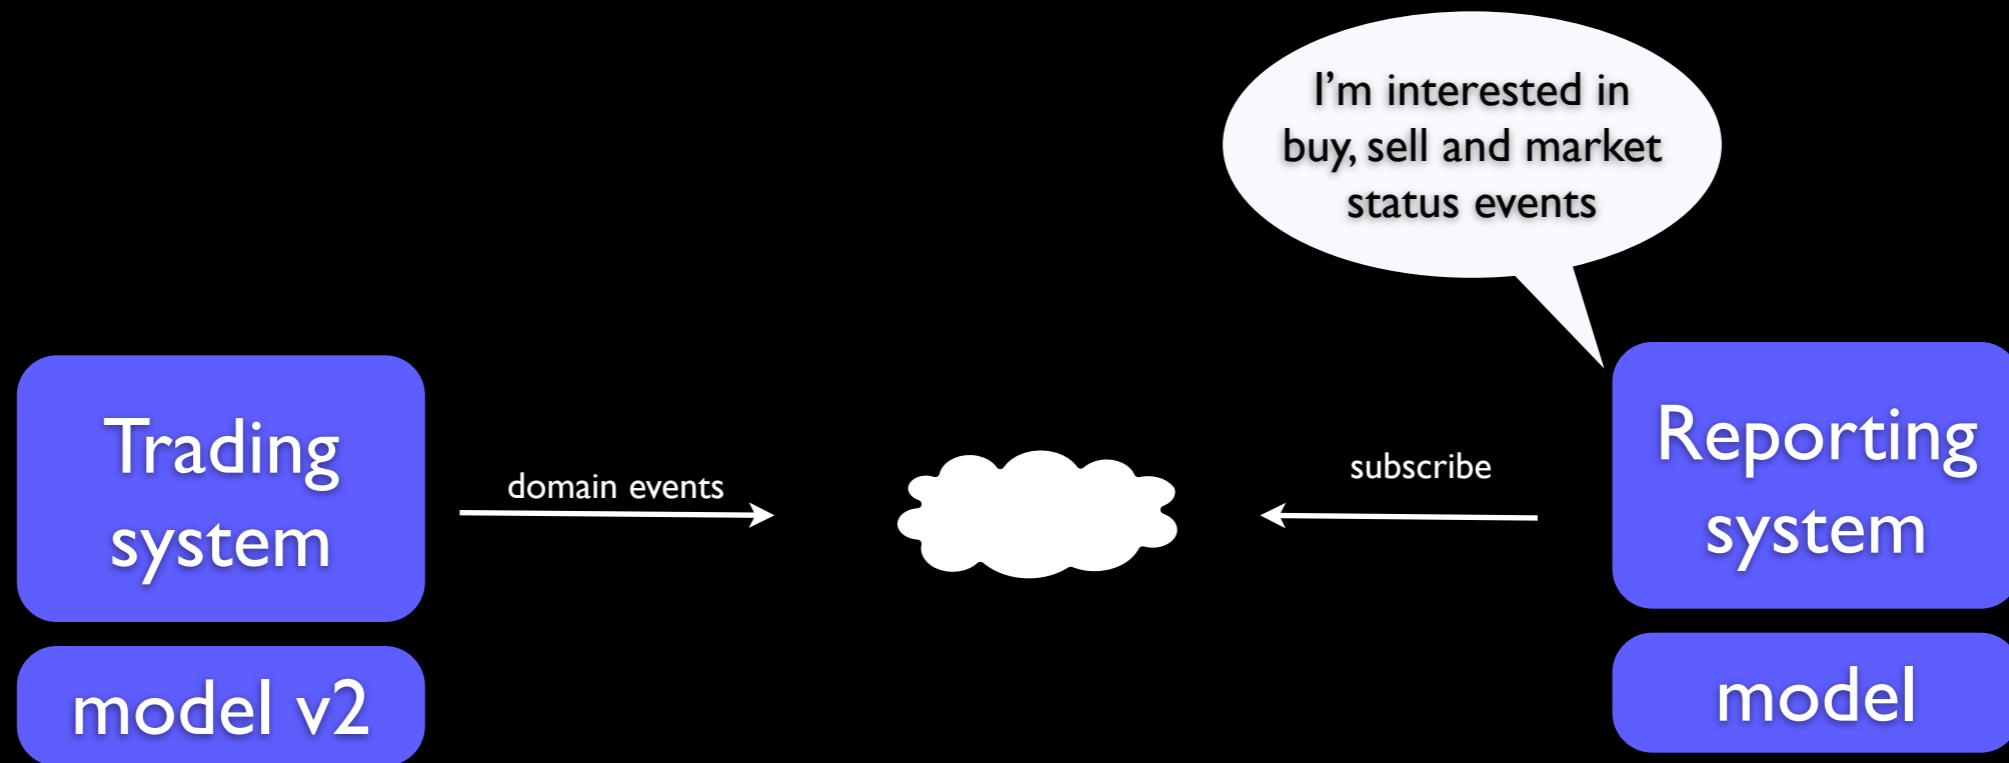 I'm interested in
buy, sell and market
status events
Trading
system
domain events
subscribe
Reporting
system
model v2
model